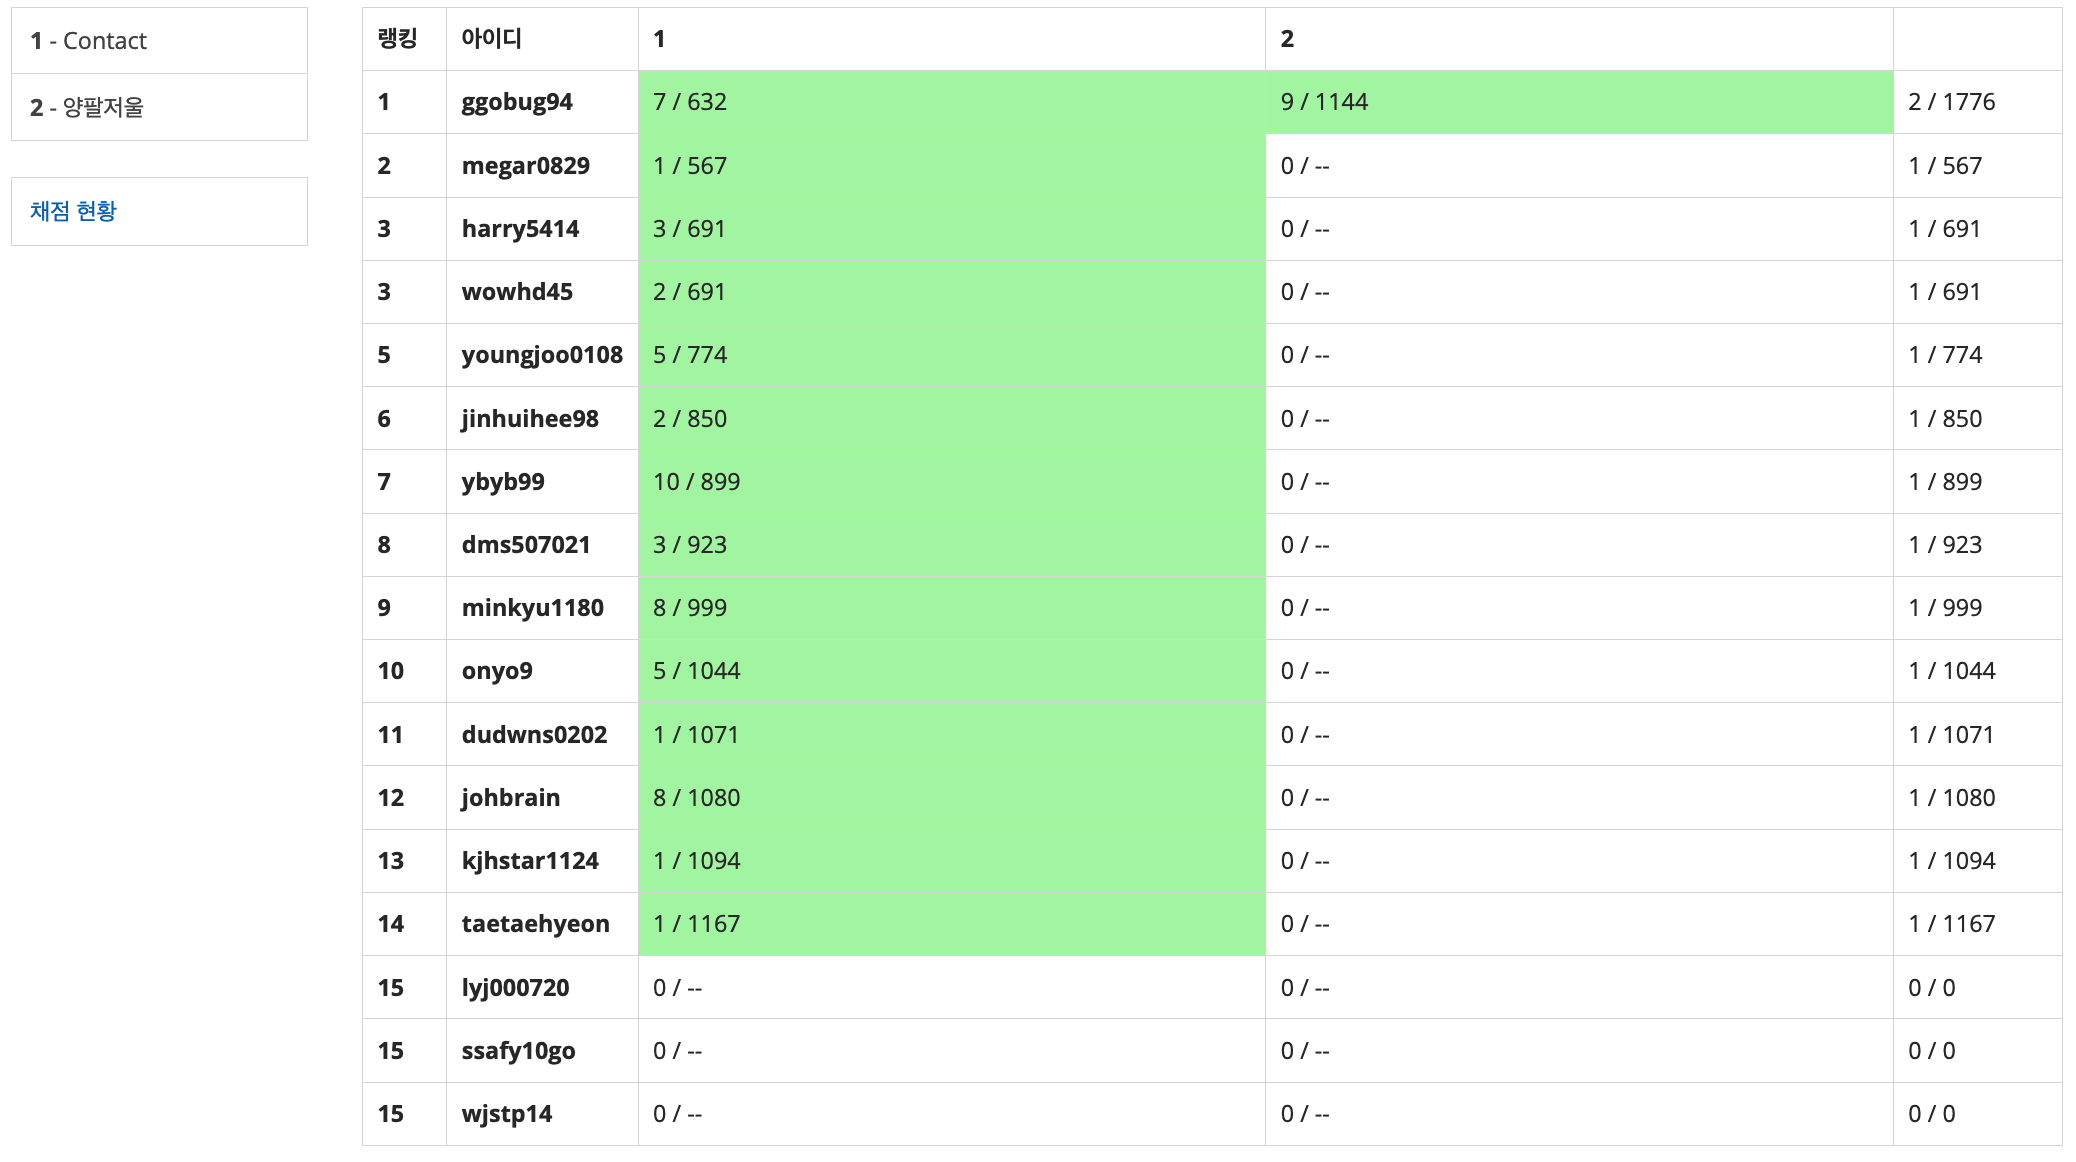 1 - Contact
2 - 양팔저울
채점 현황
랭킹 아이디 1 2
1 ggobug94 7 / 632 9 / 1144 2 / 1776
2 megar0829 1 / 567 0 / -- 1 / 567
3 harry5414 3 / 691 0 / -- 1 / 691
3 wowhd45 2 / 691 0 / -- 1 / 691
5 youngjoo0108 5 / 774 0 / -- 1 / 774
6 jinhuihee98 2 / 850 0 / -- 1 / 850
7 ybyb99 10 / 899 0 / -- 1 / 899
8 dms507021 3 / 923 0 / -- 1 / 923
9 minkyu1180 8 / 999 0 / -- 1 / 999
10 onyo9 5 / 1044 0 / -- 1 / 1044
11 dudwns0202 1 / 1071 0 / -- 1 / 1071
12 johbrain 8 / 1080 0 / -- 1 / 1080
13 kjhstar1124 1 / 1094 0 / -- 1 / 1094
14 taetaehyeon 1 / 1167 0 / -- 1 / 1167
15 lyj000720 0 / -- 0 / -- 0 / 0
15 ssafy10go 0 / -- 0 / -- 0 / 0
15 wjstp14 0 / -- 0 / -- 0 / 0